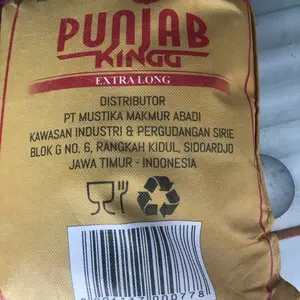 PUNJAB
KINGG
EXTRA LONG
DISTRIBUTOR
PT MUSTIKA MAKMUR ABADI
KAWASAN INDUSTRI & PERGUDANGAN SIRIE
BLOK G NO. 6, RANGKAH KIDUL, SIDOARDJO
JAWA TIMUR - INDONESIA